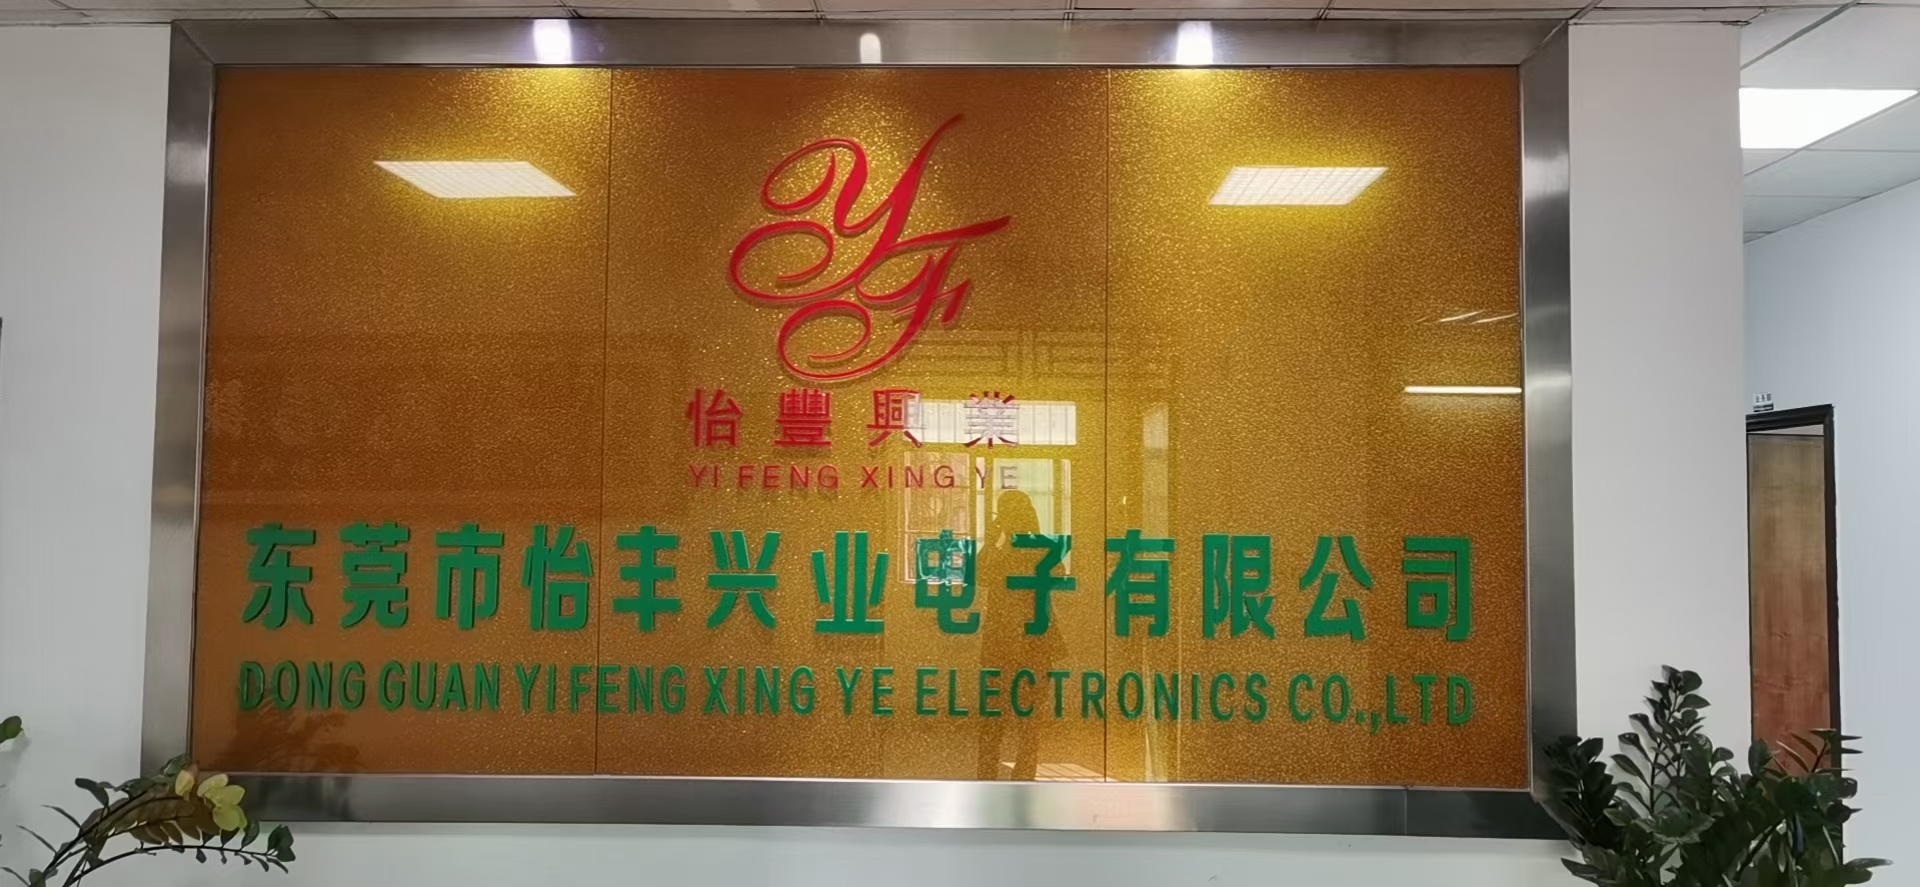 YF
怡豐興業
YI FENG XING YE
东莞市怡丰兴业电子有限公司
DONG GUAN YI FENG XING YE ELECTRONICS CO.,LTD